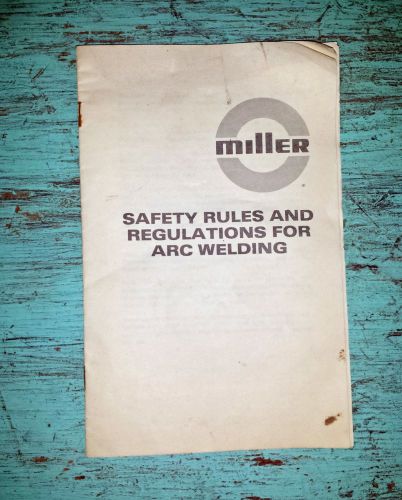 miller
SAFETY RULES AND
REGULATIONS FOR
ARC WELDING